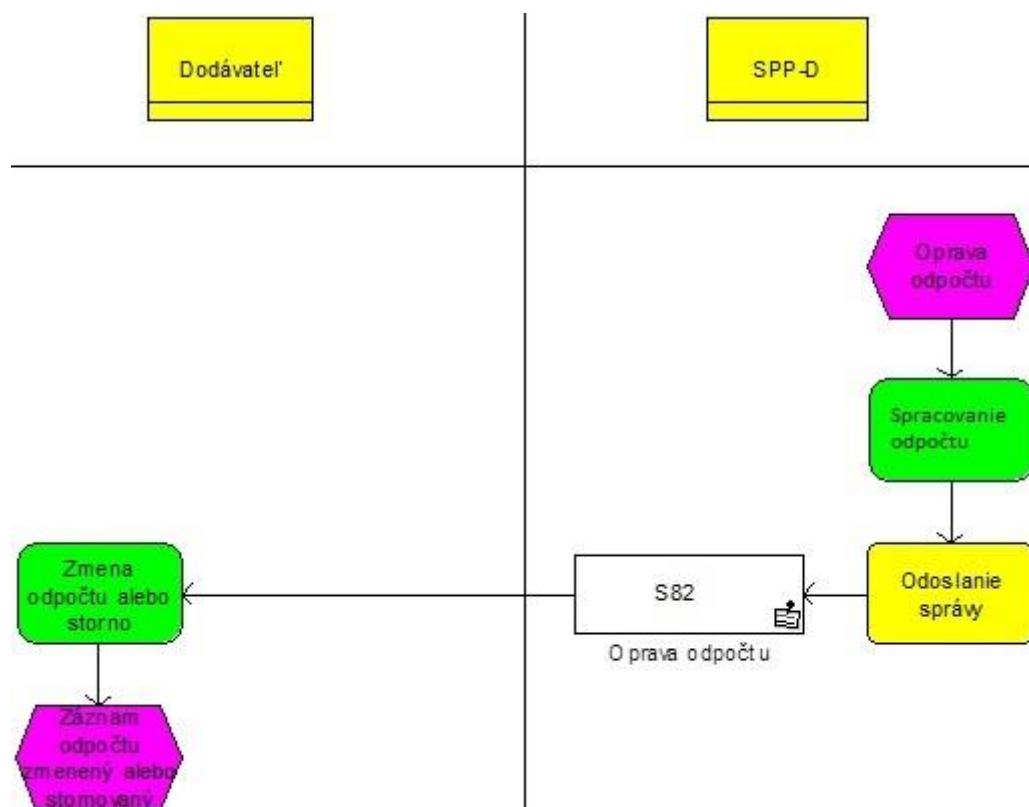 Dodávateľ
SPP-D
Oprava
odpočtu
Spracovanie
odpočtu
Odoslanie
správy
S82
Oprava odpočtu
Zmena
odpočtu alebo
storno
Záznam
odpočtu
zmenený alebo
stornovaný